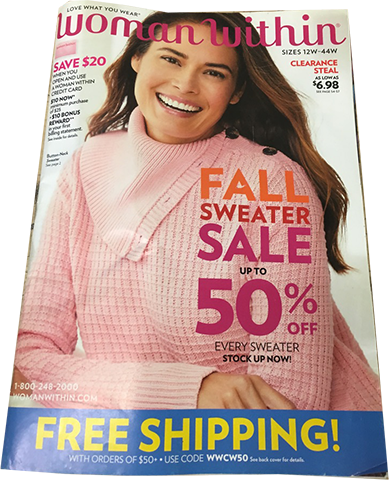 LOVE WHAT YOU WEAR®
woman within®
SIZES 12W-44W
SAVE $20
WHEN YOU
OPEN AND USE
A WOMAN WITHIN
CREDIT CARD
$10 NOW*
minimum purchase
of $25
+$10 BONUS
REWARD**
in your first
billing statement.
See inside for details.
Button-Neck
Sweater
See page
CLEARANCE
STEAL
AS LOW AS
$6.98
SEE PAGE
FALL
SWEATER
SALE
UP TO
50% OFF
EVERY SWEATER
STOCK UP NOW!
1-800-248-2000
WOMANWITHIN.COM
FREE SHIPPING!
WITH ORDERS OF $50+ • USE CODE WWCW50 See back cover for details